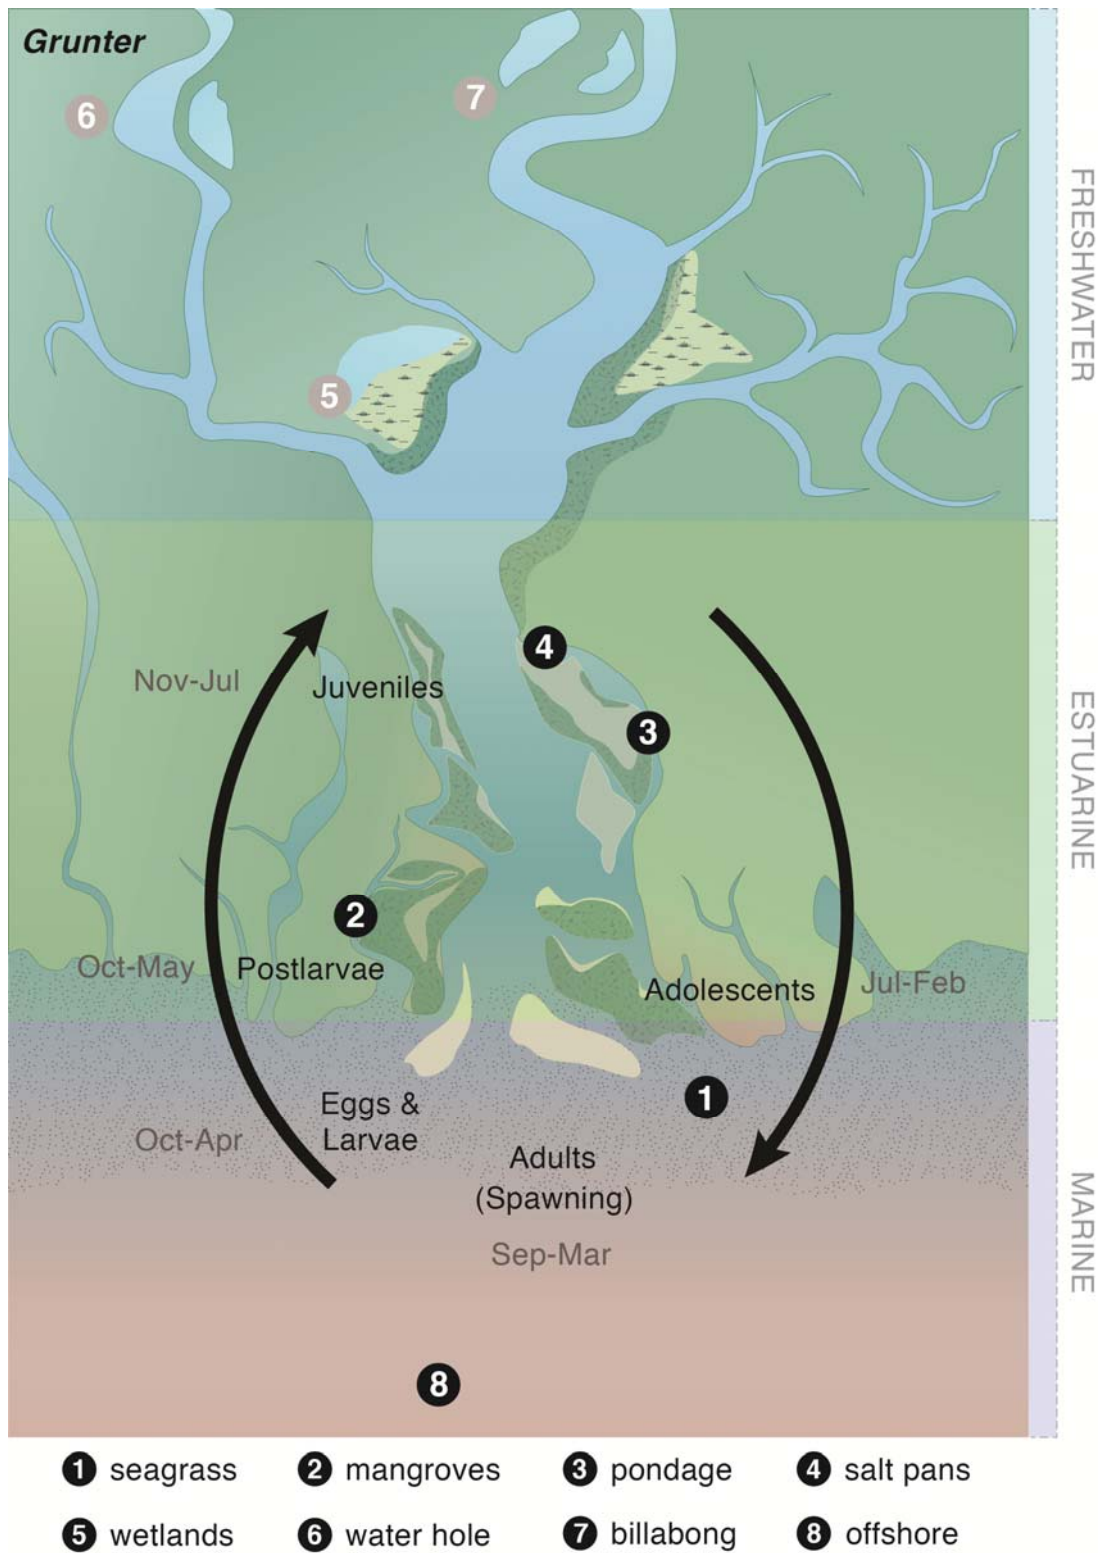 Grunter
6
7
5
FRESHWATER
4
Nov-Jul
Juveniles
3
ESTUARINE
2
Oct-May
Postlarvae
Adolescents
Jul-Feb
1
Eggs &
Larvae
Oct-Apr
Adults
(Spawning)
Sep-Mar
MARINE
8
1 seagrass 2 mangroves 3 pondage 4 salt pans
5 wetlands 6 water hole 7 billabong 8 offshore